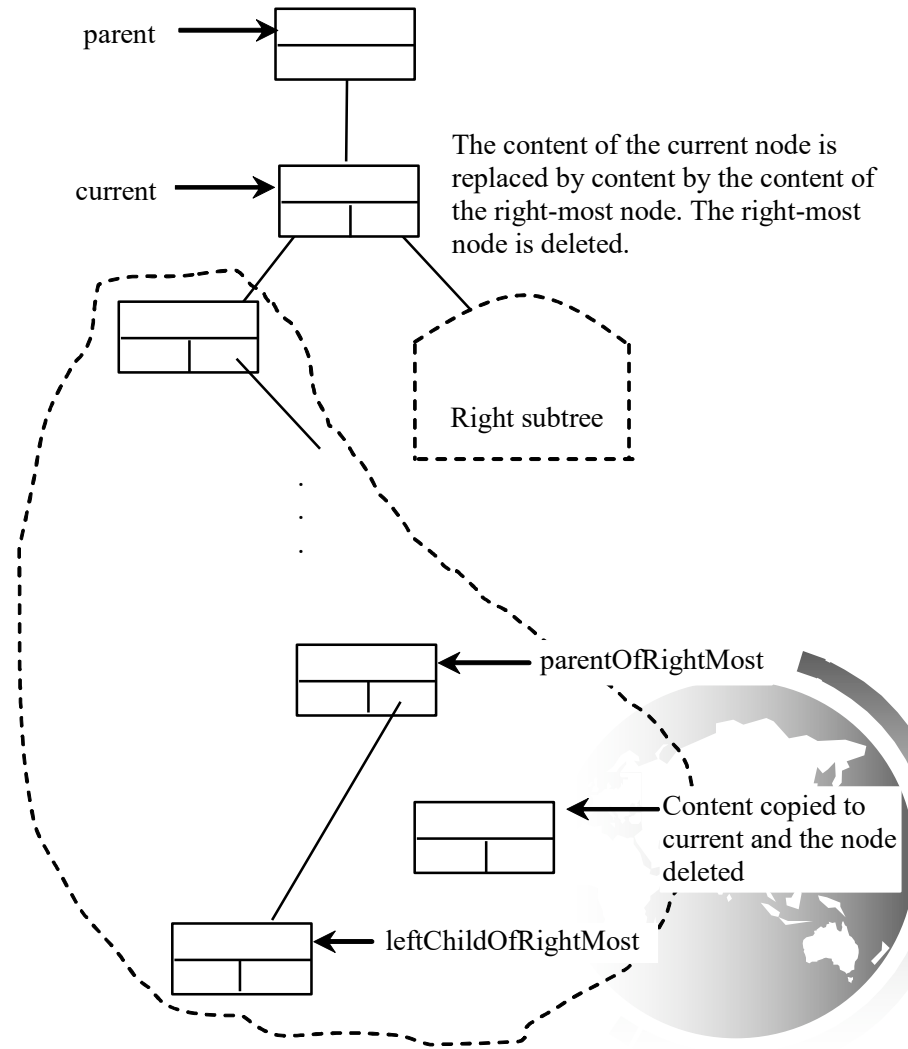 parent
The content of the current node is
replaced by content by the content of
the right-most node. The right-most
node is deleted.
current
Right subtree
.
.
.
parentOfRightMost
Content copied to
current and the node
deleted
leftChildOfRightMost